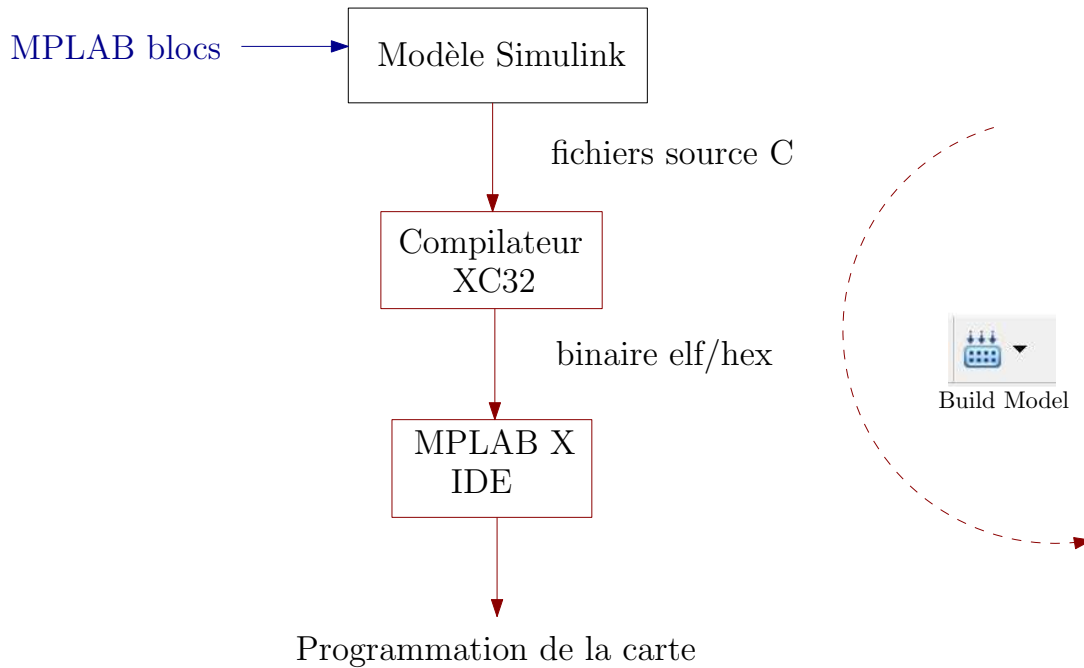 MPLAB blocs
Modèle Simulink
fichiers source C
Compilateur
XC32
binaire elf/hex
Build Model
MPLAB X
IDE
Programmation de la carte